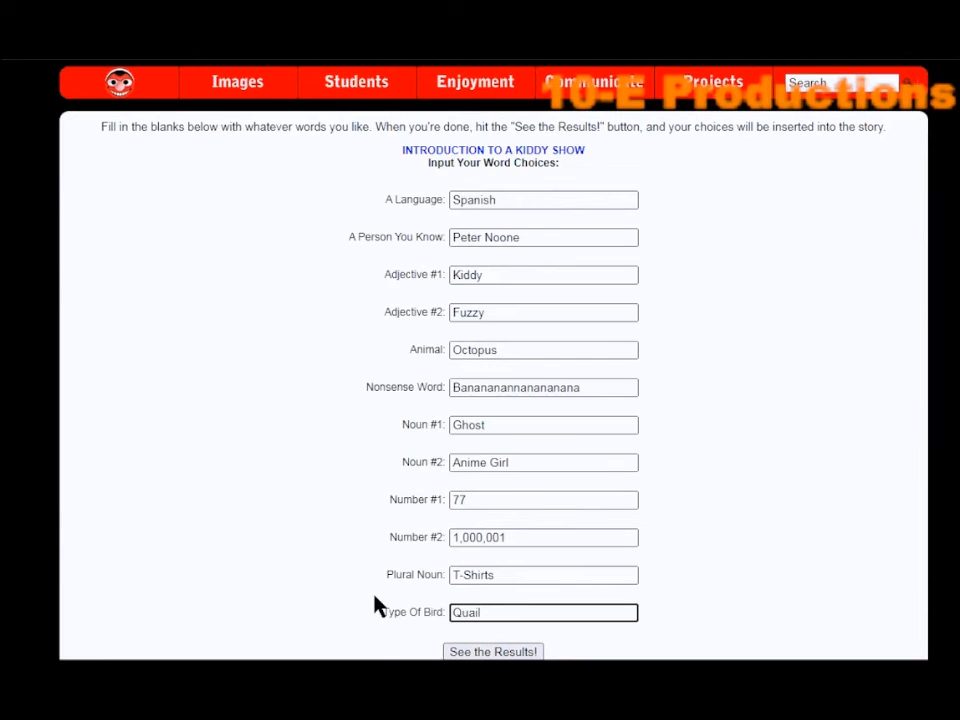 Images Students Enjoyment Communicate Projects Search
10-E Productions
Fill in the blanks below with whatever words you like. When you're done, hit the "See the Results!" button, and your choices will be inserted into the story.
INTRODUCTION TO A KIDDY SHOW
Input Your Word Choices:
A Language: Spanish
A Person You Know: Peter Noone
Adjective #1: Kiddy
Adjective #2: Fuzzy
Animal: Octopus
Nonsense Word: Banananannanananana
Noun #1: Ghost
Noun #2: Anime Girl
Number #1: 77
Number #2: 1,000,001
Plural Noun: T-Shirts
Type Of Bird: Quail
See the Results!